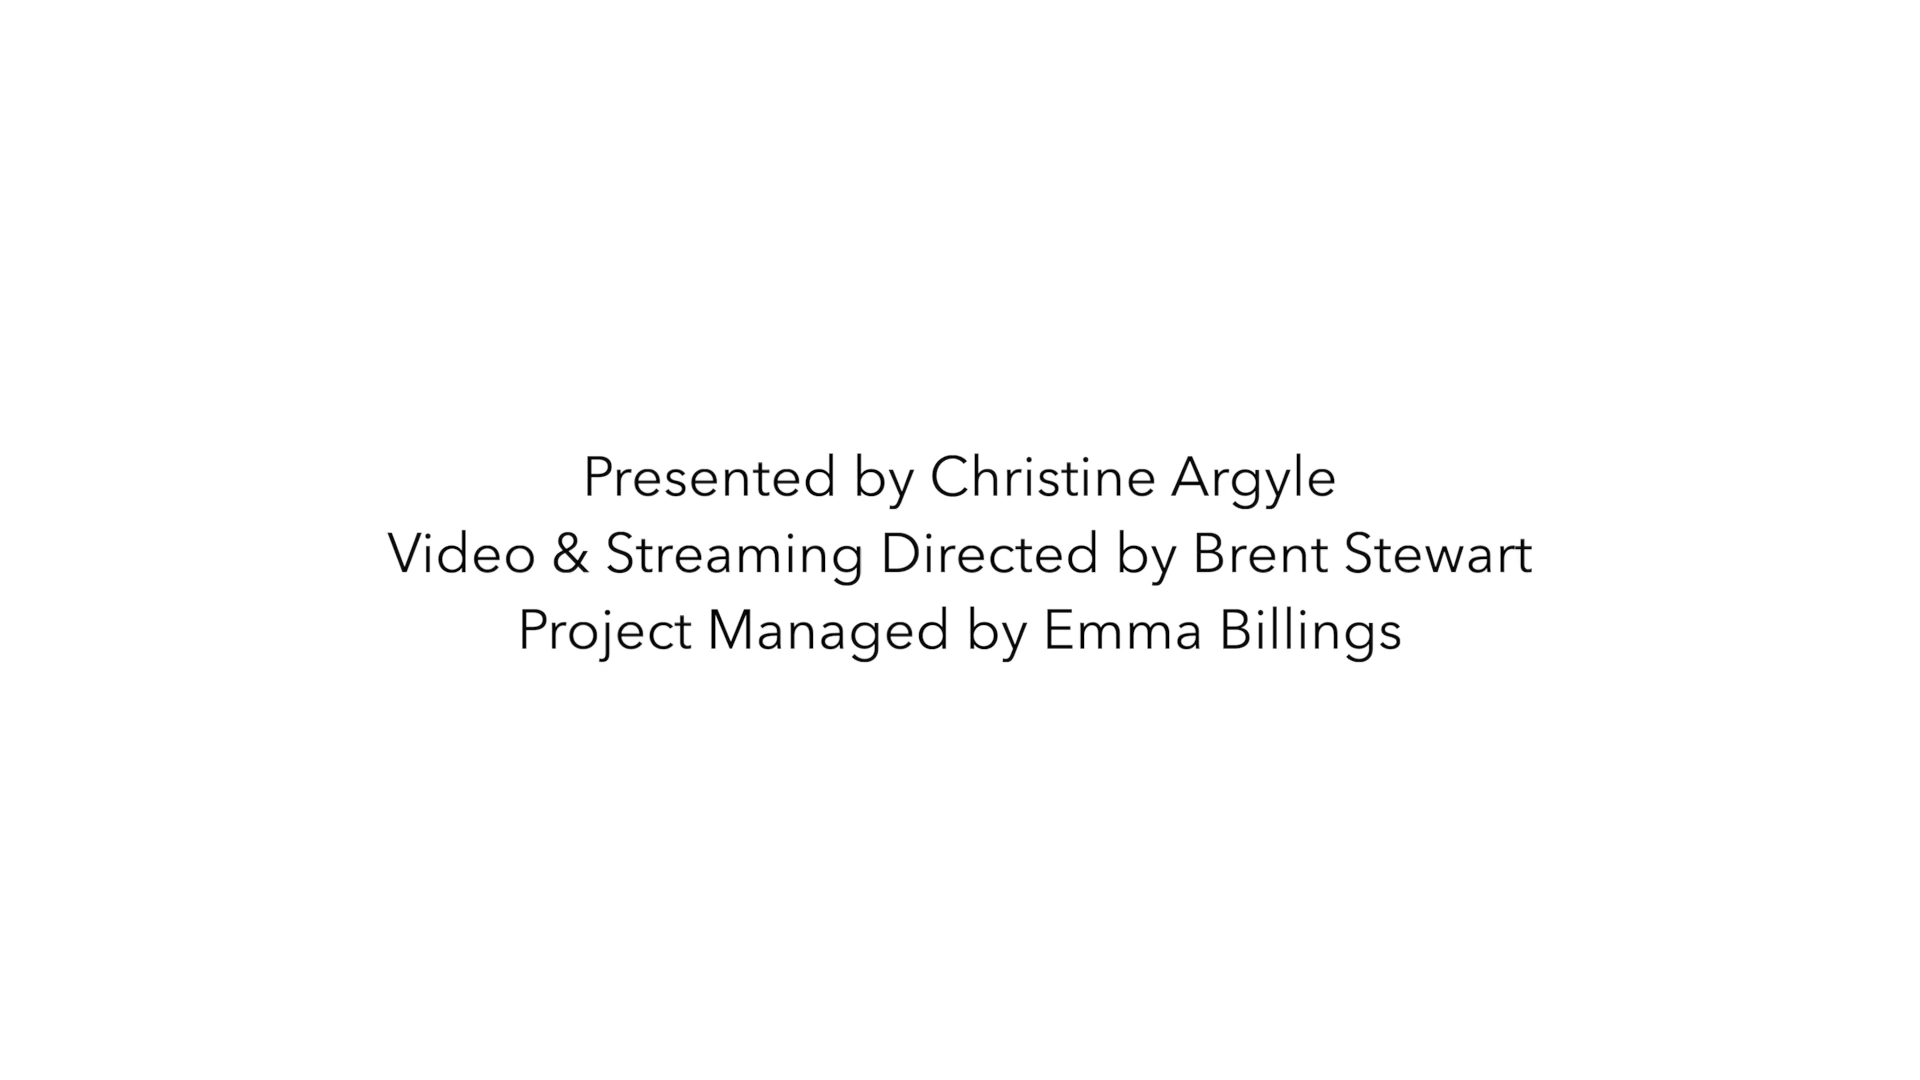 Presented by Christine Argyle
Video & Streaming Directed by Brent Stewart
Project Managed by Emma Billings